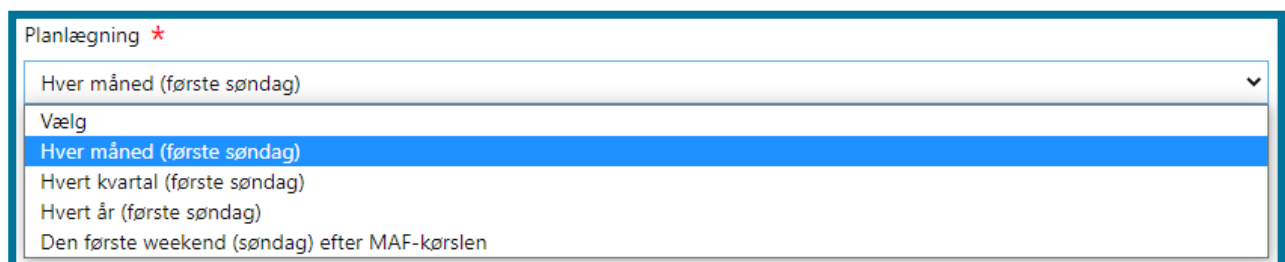 Planlægning *
Hver måned (første søndag)
Vælg
Hver måned (første søndag)
Hvert kvartal (første søndag)
Hvert år (første søndag)
Den første weekend (søndag) efter MAF-kørslen